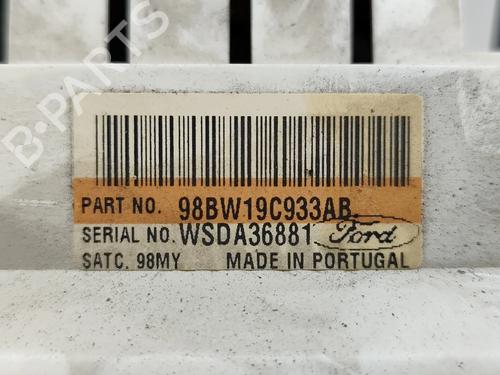 B-PARTS
PART NO. 98BW19C933AB
SERIAL NO. WSDA36881 Ford
SATC. 98MY MADE IN PORTUGAL